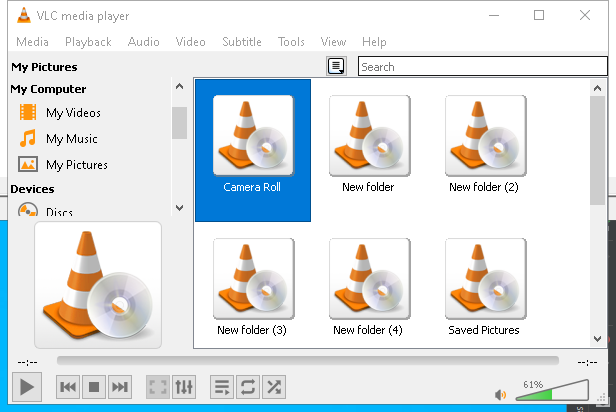 VLC media player
Media Playback Audio Video Subtitle Tools View Help
My Pictures
Search
My Computer
My Videos
My Music
My Pictures
Devices
Discs
Camera Roll
New folder
New folder (2)
New folder (3)
New folder (4)
Saved Pictures
--:--
--:--
61%